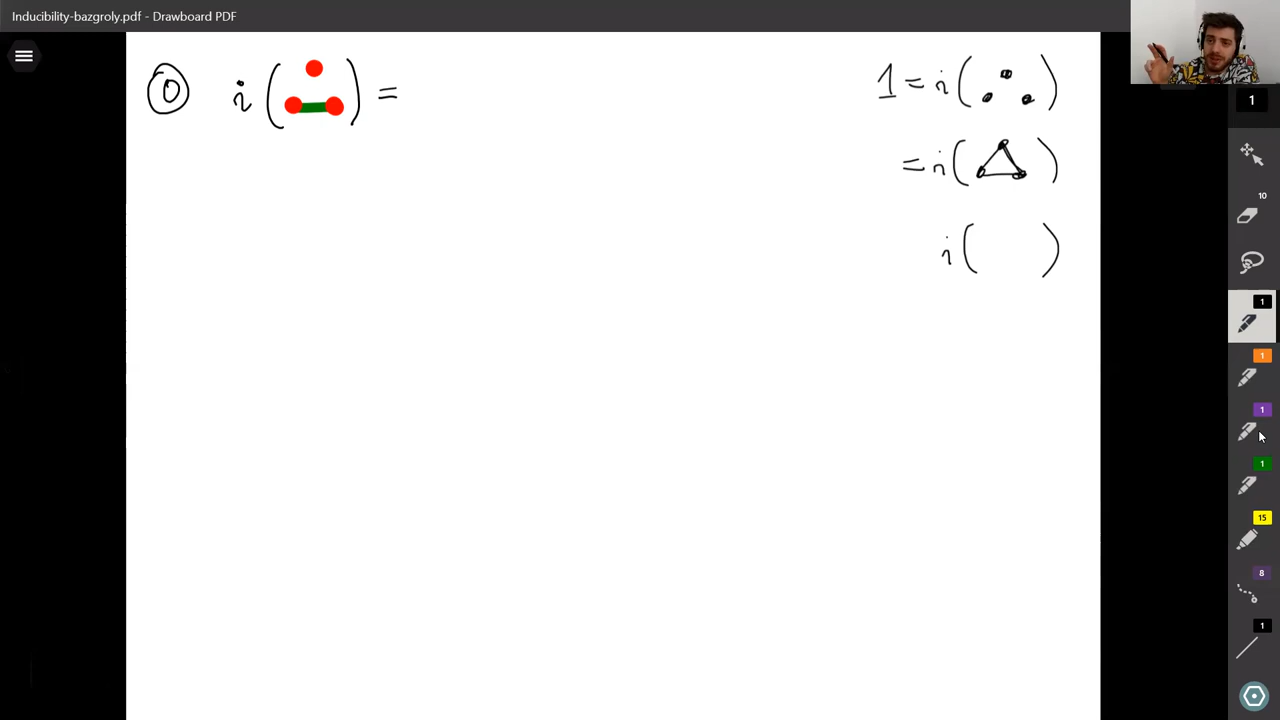 Inducibility-bazgroly.pdf - Drawboard PDF
0 i( ) =
1 = i( )
= i( )
i( )
1
10
1
1
1
1
15
8
1